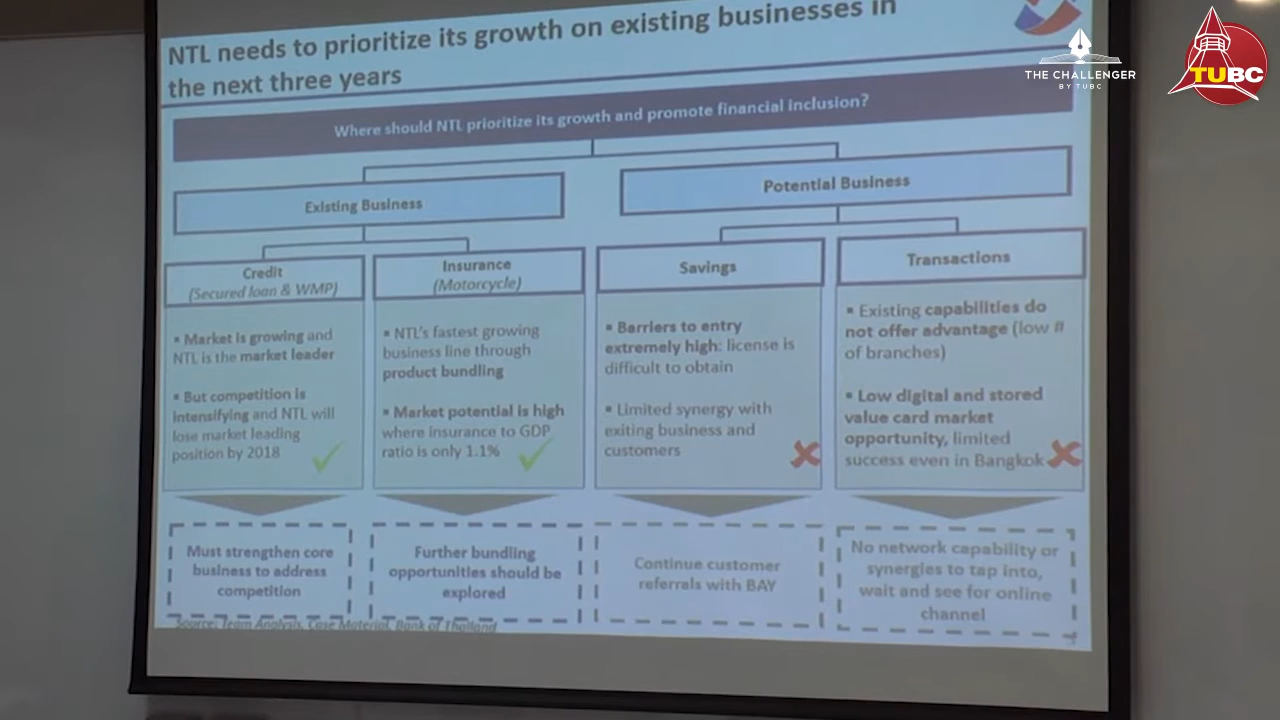 NTL needs to prioritize its growth on existing businesses in
the next three years
THE CHALLENGER
BY TUBC
TUBC
Where should NTL prioritize its growth and promote financial inclusion?
Existing Business
Potential Business
Credit
(Secured loan & WMP)
Insurance
(Motorcycle)
Savings
Transactions
▪ Market is growing and
NTL is the market leader
▪ But competition is
intensifying and NTL will
lose market leading
position by 2018
▪ NTL's fastest growing
business line through
product bundling
▪ Market potential is high
where insurance to GDP
ratio is only 1.1%
▪ Barriers to entry
extremely high: license is
difficult to obtain
▪ Limited synergy with
exiting business and
customers
▪ Existing capabilities do
not offer advantage (low #
of branches)
▪ Low digital and stored
value card market
opportunity, limited
success even in Bangkok
Must strengthen core
business to address
competition
Further bundling
opportunities should be
explored
Continue customer
referrals with BAY
No network capability or
synergies to tap into,
wait and see for online
channel
Source: Team Analysis, Case Material, Bank of Thailand